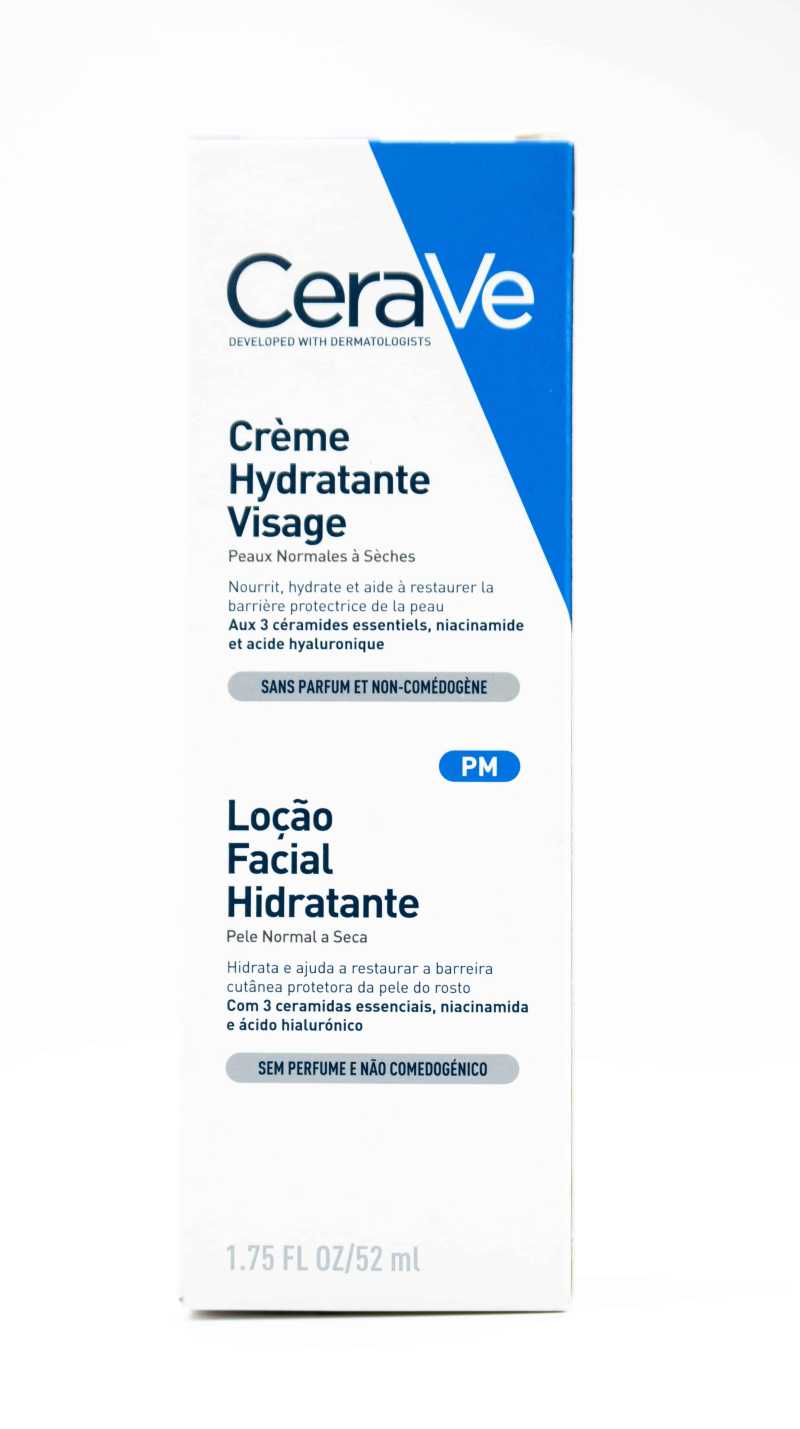 CeraVe
DEVELOPED WITH DERMATOLOGISTS
Crème
Hydratante
Visage
Peaux Normales à Sèches
Nourrit, hydrate et aide à restaurer la
barrière protectrice de la peau
Aux 3 céramides essentiels, niacinamide
et acide hyaluronique
SANS PARFUM ET NON-COMÉDOGÈNE
PM
Loção
Facial
Hidratante
Pele Normal a Seca
Hidrata e ajuda a restaurar a barreira
cutânea protetora da pele do rosto
Com 3 ceramidas essenciais, niacinamida
e ácido hialurónico
SEM PERFUME E NÃO COMEDOGÉNICO
1.75 FL OZ/52 ml